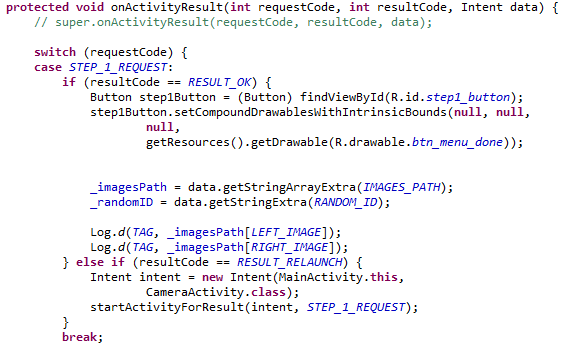 protected void onActivityResult(int requestCode, int resultCode, Intent data) {
// super.onActivityResult(requestCode, resultCode, data);
switch (requestCode) {
case STEP_1_REQUEST:
if (resultCode == RESULT_OK) {
Button step1Button = (Button) findViewById(R.id.step1_button);
step1Button.setCompoundDrawablesWithIntrinsicBounds(null, null,
null,
getResources().getDrawable(R.drawable.btn_menu_done));
_imagesPath = data.getStringArrayExtra(IMAGES_PATH);
_randomID = data.getStringExtra(RANDOM_ID);
Log.d(TAG, _imagesPath[LEFT_IMAGE]);
Log.d(TAG, _imagesPath[RIGHT_IMAGE]);
} else if (resultCode == RESULT_RELAUNCH) {
Intent intent = new Intent(MainActivity.this,
CameraActivity.class);
startActivityForResult(intent, STEP_1_REQUEST);
}
break;